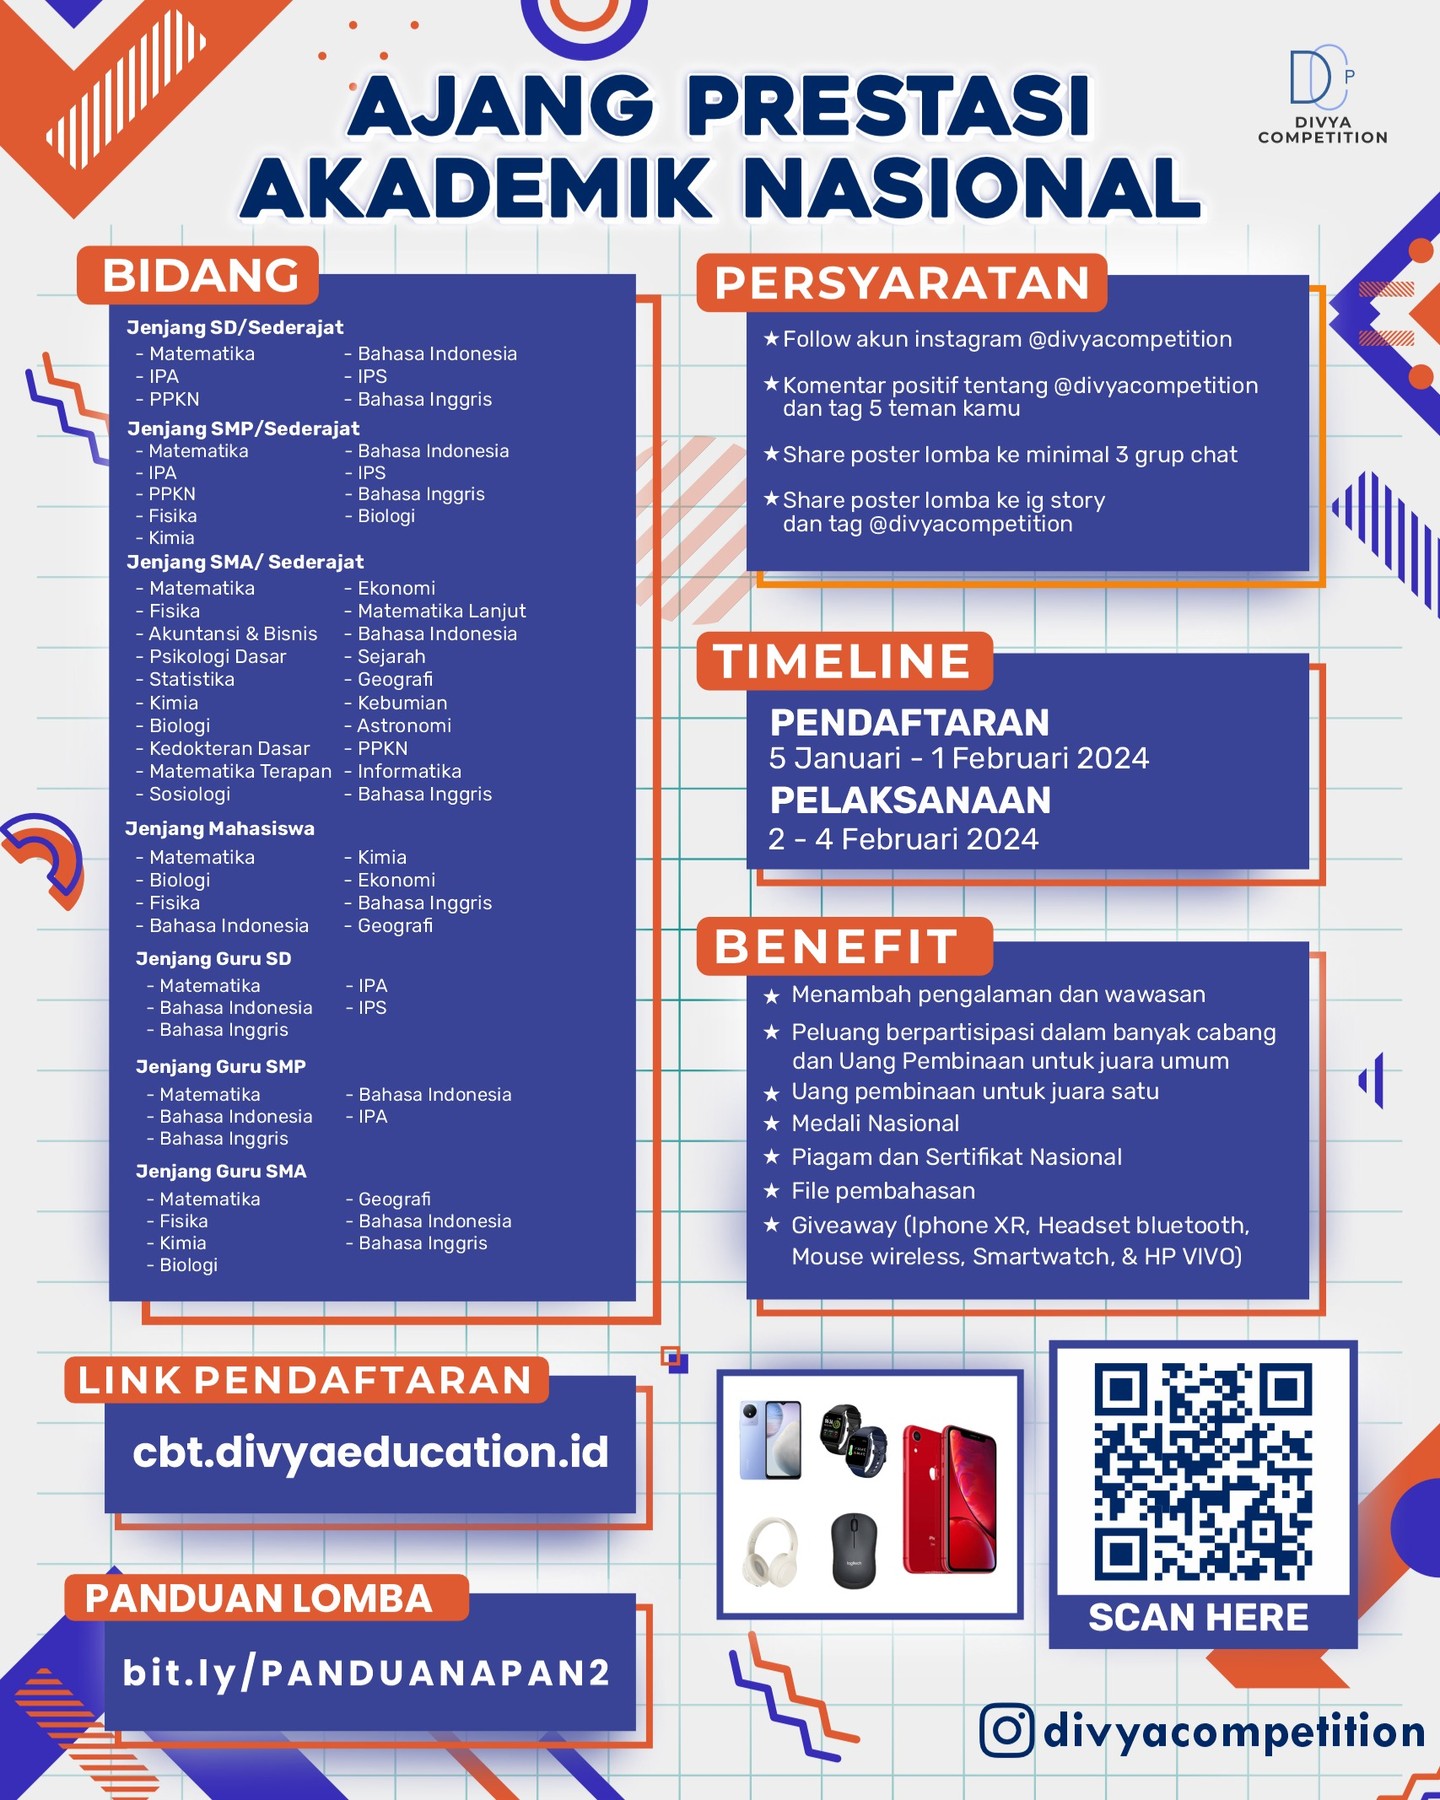 AJANG PRESTASI
AKADEMIK NASIONAL
DCP
DIVYA
COMPETITION
BIDANG
Jenjang SD/Sederajat
- Matematika
- IPA
- PPKN
- Bahasa Indonesia
- IPS
- Bahasa Inggris
Jenjang SMP/Sederajat
- Matematika
- IPA
- PPKN
- Fisika
- Kimia
- Bahasa Indonesia
- IPS
- Bahasa Inggris
- Biologi
Jenjang SMA/ Sederajat
- Matematika
- Fisika
- Akuntansi & Bisnis
- Psikologi Dasar
- Statistika
- Kimia
- Biologi
- Kedokteran Dasar
- Matematika Terapan
- Sosiologi
- Ekonomi
- Matematika Lanjut
- Bahasa Indonesia
- Sejarah
- Geografi
- Kebumian
- Astronomi
- PPKN
- Informatika
- Bahasa Inggris
Jenjang Mahasiswa
- Matematika
- Biologi
- Fisika
- Bahasa Indonesia
- Kimia
- Ekonomi
- Bahasa Inggris
- Geografi
Jenjang Guru SD
- Matematika
- Bahasa Indonesia
- Bahasa Inggris
- IPA
- IPS
Jenjang Guru SMP
- Matematika
- Bahasa Indonesia
- Bahasa Inggris
- Bahasa Indonesia
- IPA
Jenjang Guru SMA
- Matematika
- Fisika
- Kimia
- Biologi
- Geografi
- Bahasa Indonesia
- Bahasa Inggris
PERSYARATAN
★Follow akun instagram @divyacompetition
★Komentar positif tentang @divyacompetition
dan tag 5 teman kamu
★Share poster lomba ke minimal 3 grup chat
★Share poster lomba ke ig story
dan tag @divyacompetition
TIMELINE
PENDAFTARAN
5 Januari - 1 Februari 2024
PELAKSANAAN
2 - 4 Februari 2024
BENEFIT
★ Menambah pengalaman dan wawasan
★ Peluang berpartisipasi dalam banyak cabang
dan Uang Pembinaan untuk juara umum
★ Uang pembinaan untuk juara satu
★ Medali Nasional
★ Piagam dan Sertifikat Nasional
★ File pembahasan
★ Giveaway (Iphone XR, Headset bluetooth,
Mouse wireless, Smartwatch, & HP VIVO)
LINK PENDAFTARAN
cbt.divyaeducation.id
PANDUAN LOMBA
bit.ly/PANDUANAPAN2
logitech
SCAN HERE
divyacompetition